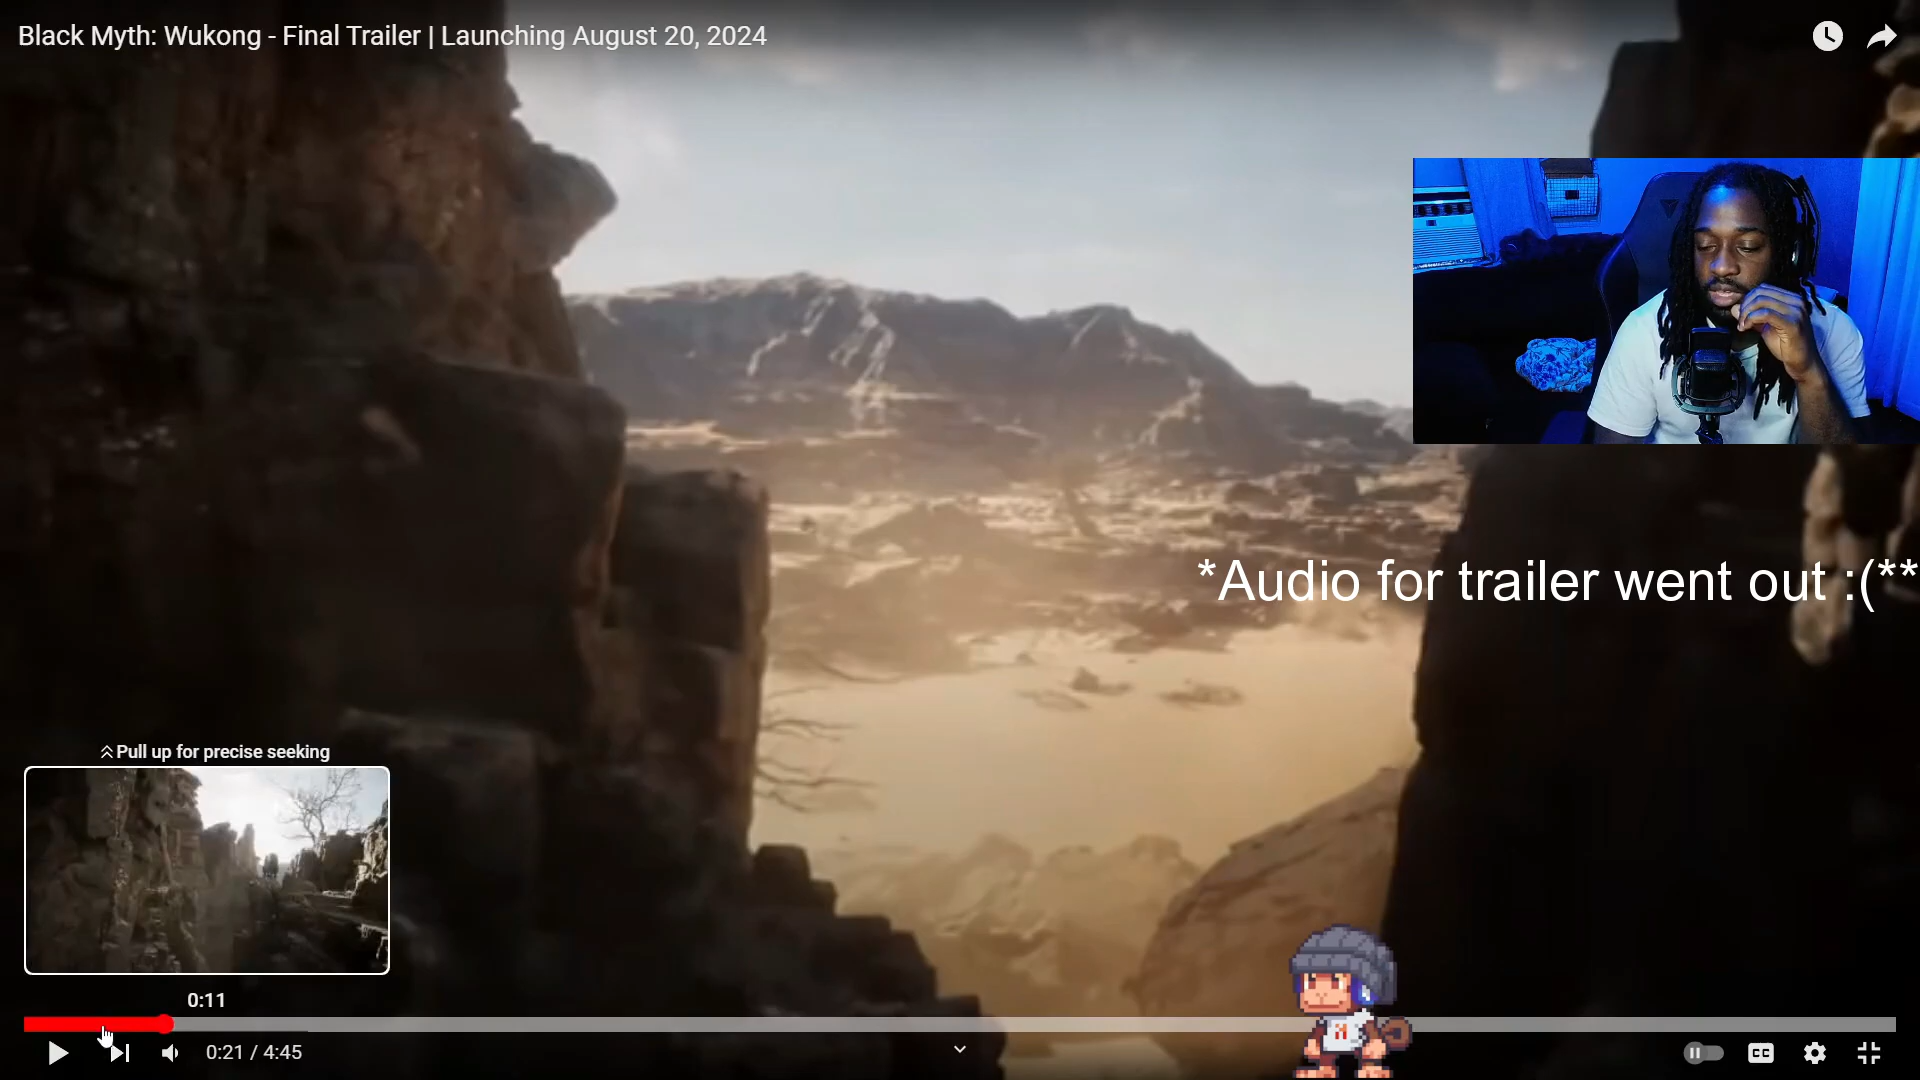 Black Myth: Wukong - Final Trailer | Launching August 20, 2024
*Audio for trailer went out :(**
Pull up for precise seeking
0:11
0:21 / 4:45
CC